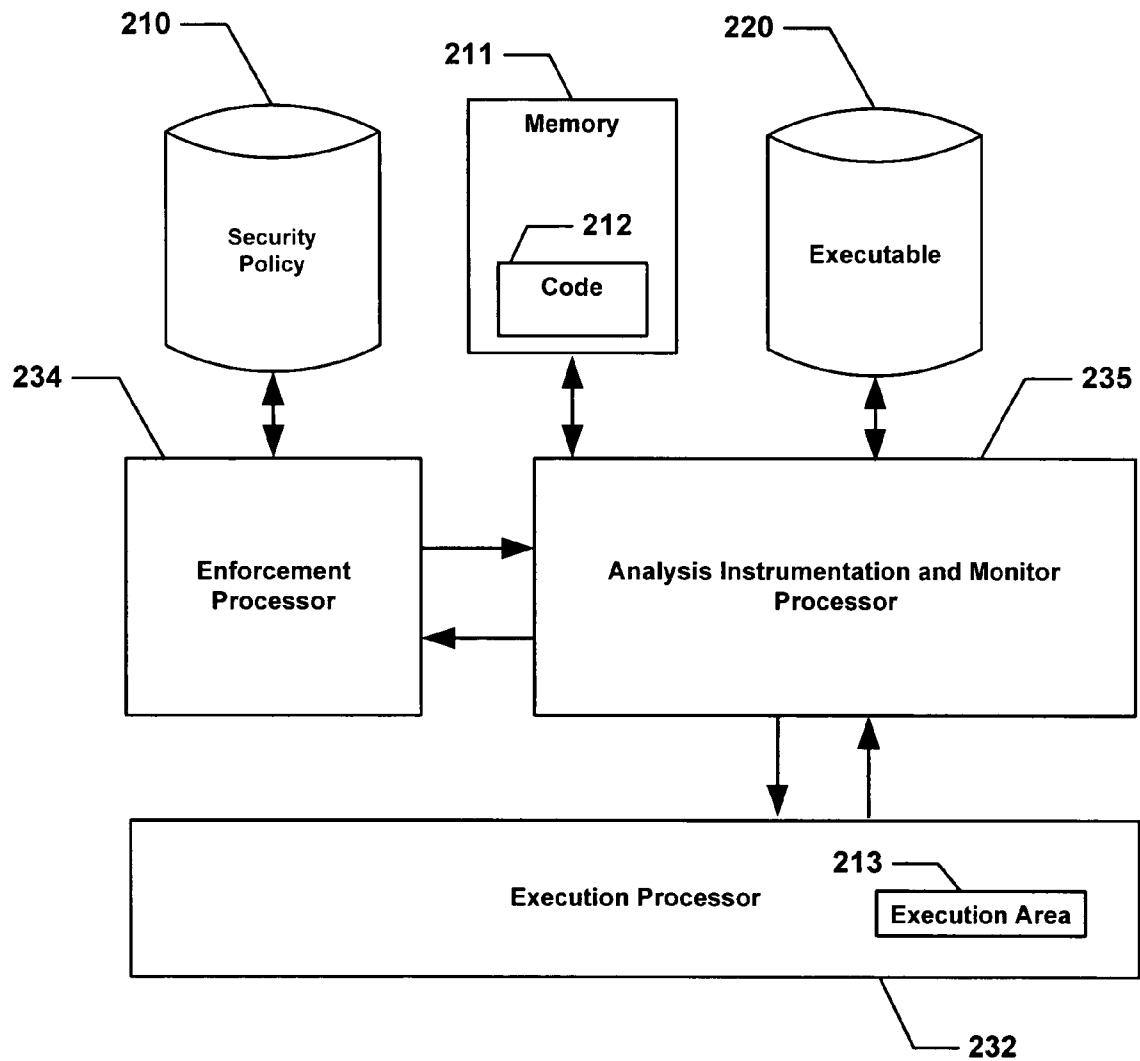 210
211
220
Memory
212
Code
Security
Policy
Executable
234
235
Enforcement
Processor
Analysis Instrumentation and Monitor
Processor
213
Execution Processor
Execution Area
232